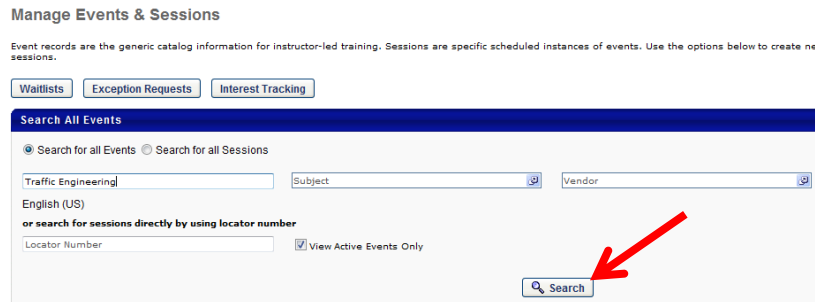 Manage Events & Sessions
Event records are the generic catalog information for instructor-led training. Sessions are specific scheduled instances of events. Use the options below to create ne
sessions.
Waitlists Exception Requests Interest Tracking
Search All Events
Search for all Events Search for all Sessions
Traffic Engineering Subject Vendor
English (US)
or search for sessions directly by using locator number
Locator Number View Active Events Only
Search